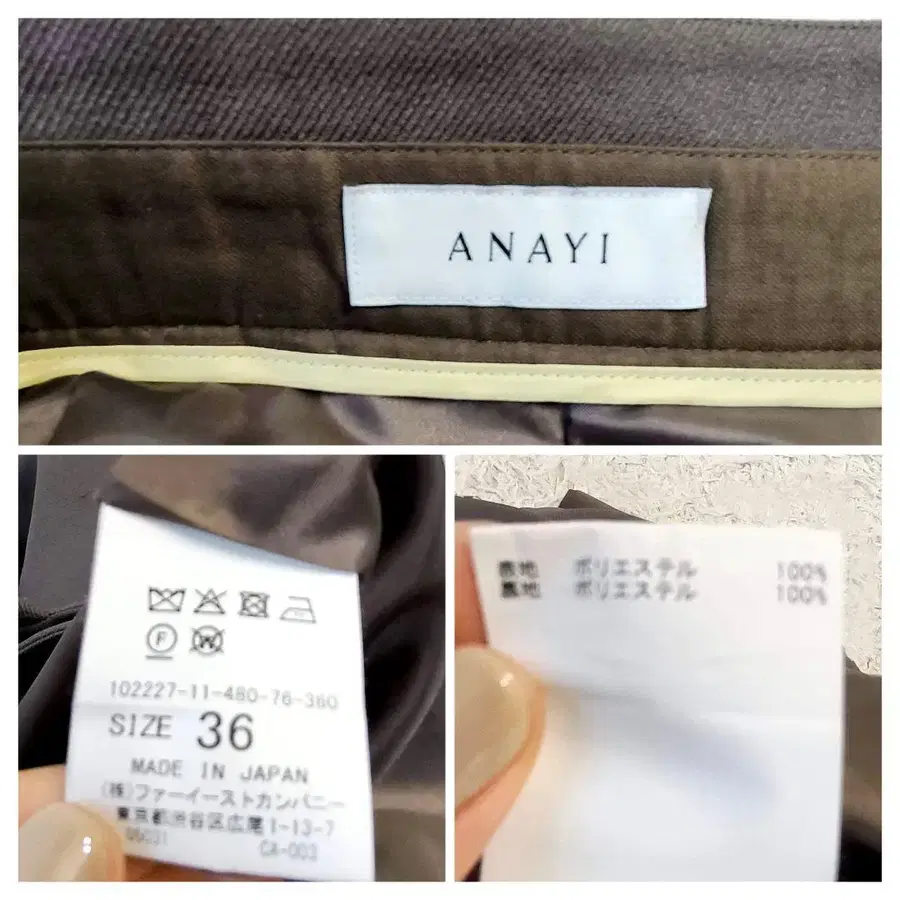 ANAYI
F
W
102227-11-480-76-360
SIZE 36
MADE IN JAPAN
(株)ファーイーストカンパニー
東京都渋谷区広尾1-13-7
CA-003
表地 ポリエステル 100%
裏地 ポリエステル 100%